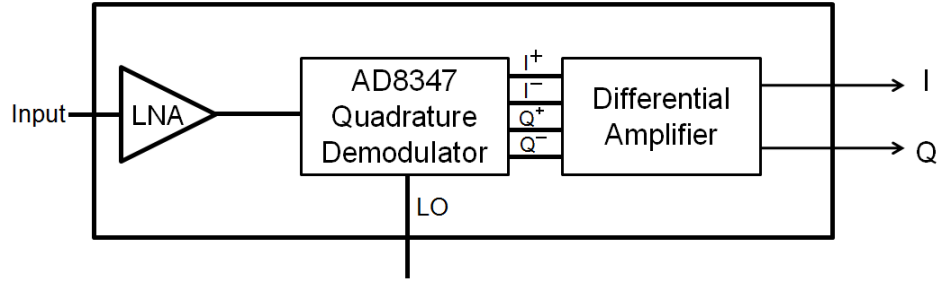 Input
LNA
AD8347
Quadrature
Demodulator
I+
I−
Q+
Q−
Differential
Amplifier
I
Q
LO